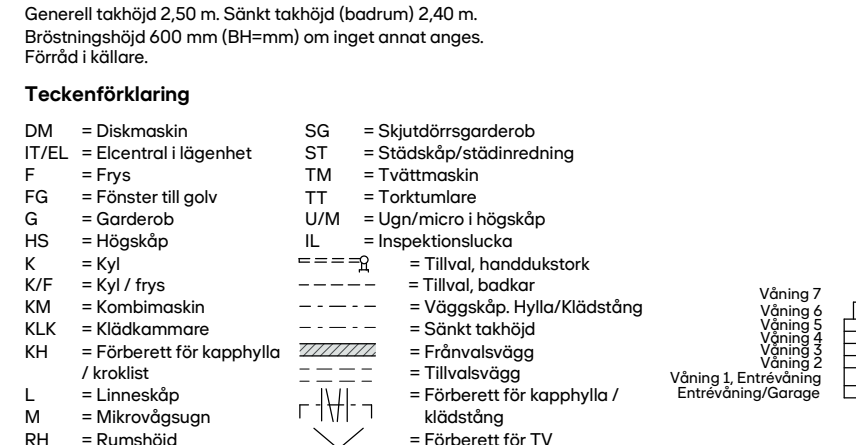 Generell takhöjd 2,50 m. Sänkt takhöjd (badrum) 2,40 m.
Bröstningshöjd 600 mm (BH=mm) om inget annat anges.
Förråd i källare.
Teckenförklaring
DM = Diskmaskin
IT/EL = Elcentral i lägenhet
F = Frys
FG = Fönster till golv
G = Garderob
HS = Högskåp
K = Kyl
K/F = Kyl / frys
KM = Kombimaskin
KLK = Klädkammare
KH = Förberett för kapphylla
/ kroklist
L = Linneskåp
M = Mikrovågsugn
RH = Rumshöjd
SG = Skjutdörrsgarderob
ST = Städskåp/städinredning
TM = Tvättmaskin
TT = Torktumlare
U/M = Ugn/micro i högskåp
IL = Inspektionslucka
= Tillval, handdukstork
= Tillval, badkar
= Väggskåp. Hylla/Klädstång
= Sänkt takhöjd
= Frånvalsvägg
= Tillvalsvägg
= Förberett för kapphylla /
klädstång
= Förberett för TV
Våning 7
Våning 6
Våning 5
Våning 4
Våning 3
Våning 2
Våning 1, Entrévåning
Entrévåning/Garage